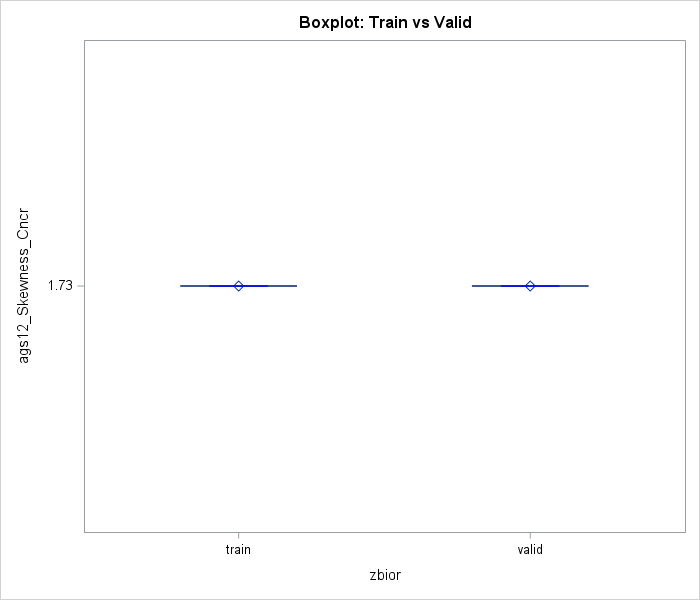 Boxplot: Train vs Valid
ags12_Skewness_Cncr
1.73
train
valid
zbior